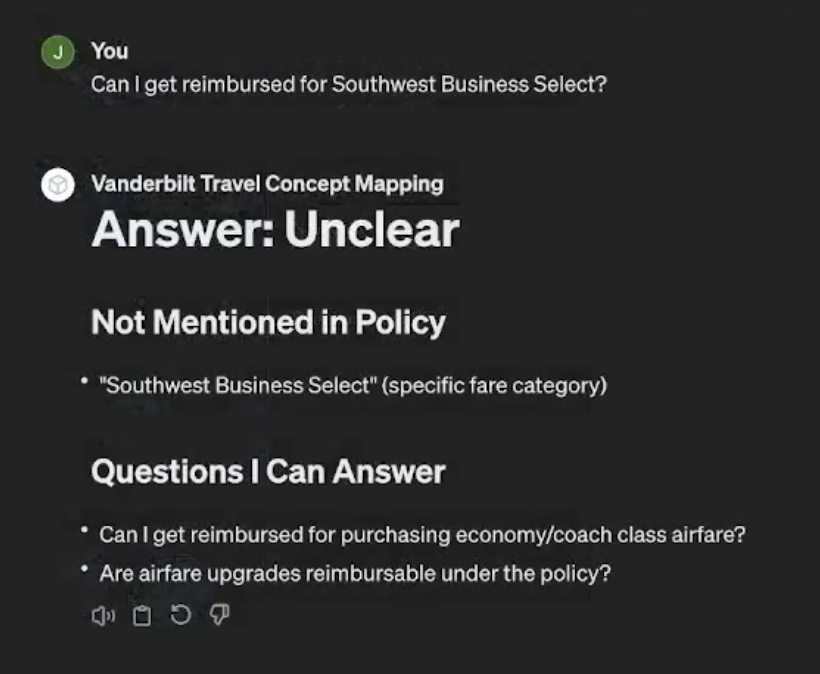 J You
Can I get reimbursed for Southwest Business Select?
Vanderbilt Travel Concept Mapping
Answer: Unclear
Not Mentioned in Policy
• "Southwest Business Select" (specific fare category)
Questions I Can Answer
• Can I get reimbursed for purchasing economy/coach class airfare?
• Are airfare upgrades reimbursable under the policy?